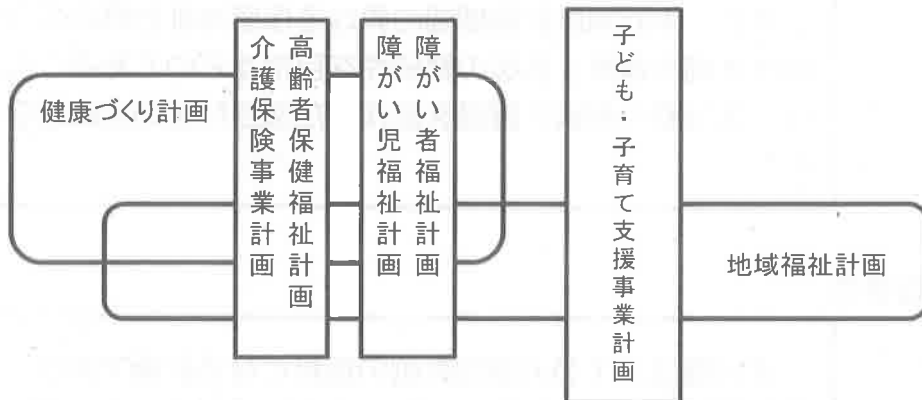 健康づくり計画
高齢者保健福祉計画
介護保険事業計画
障がい者福祉計画
障がい児福祉計画
子ども・子育て支援事業計画
地域福祉計画